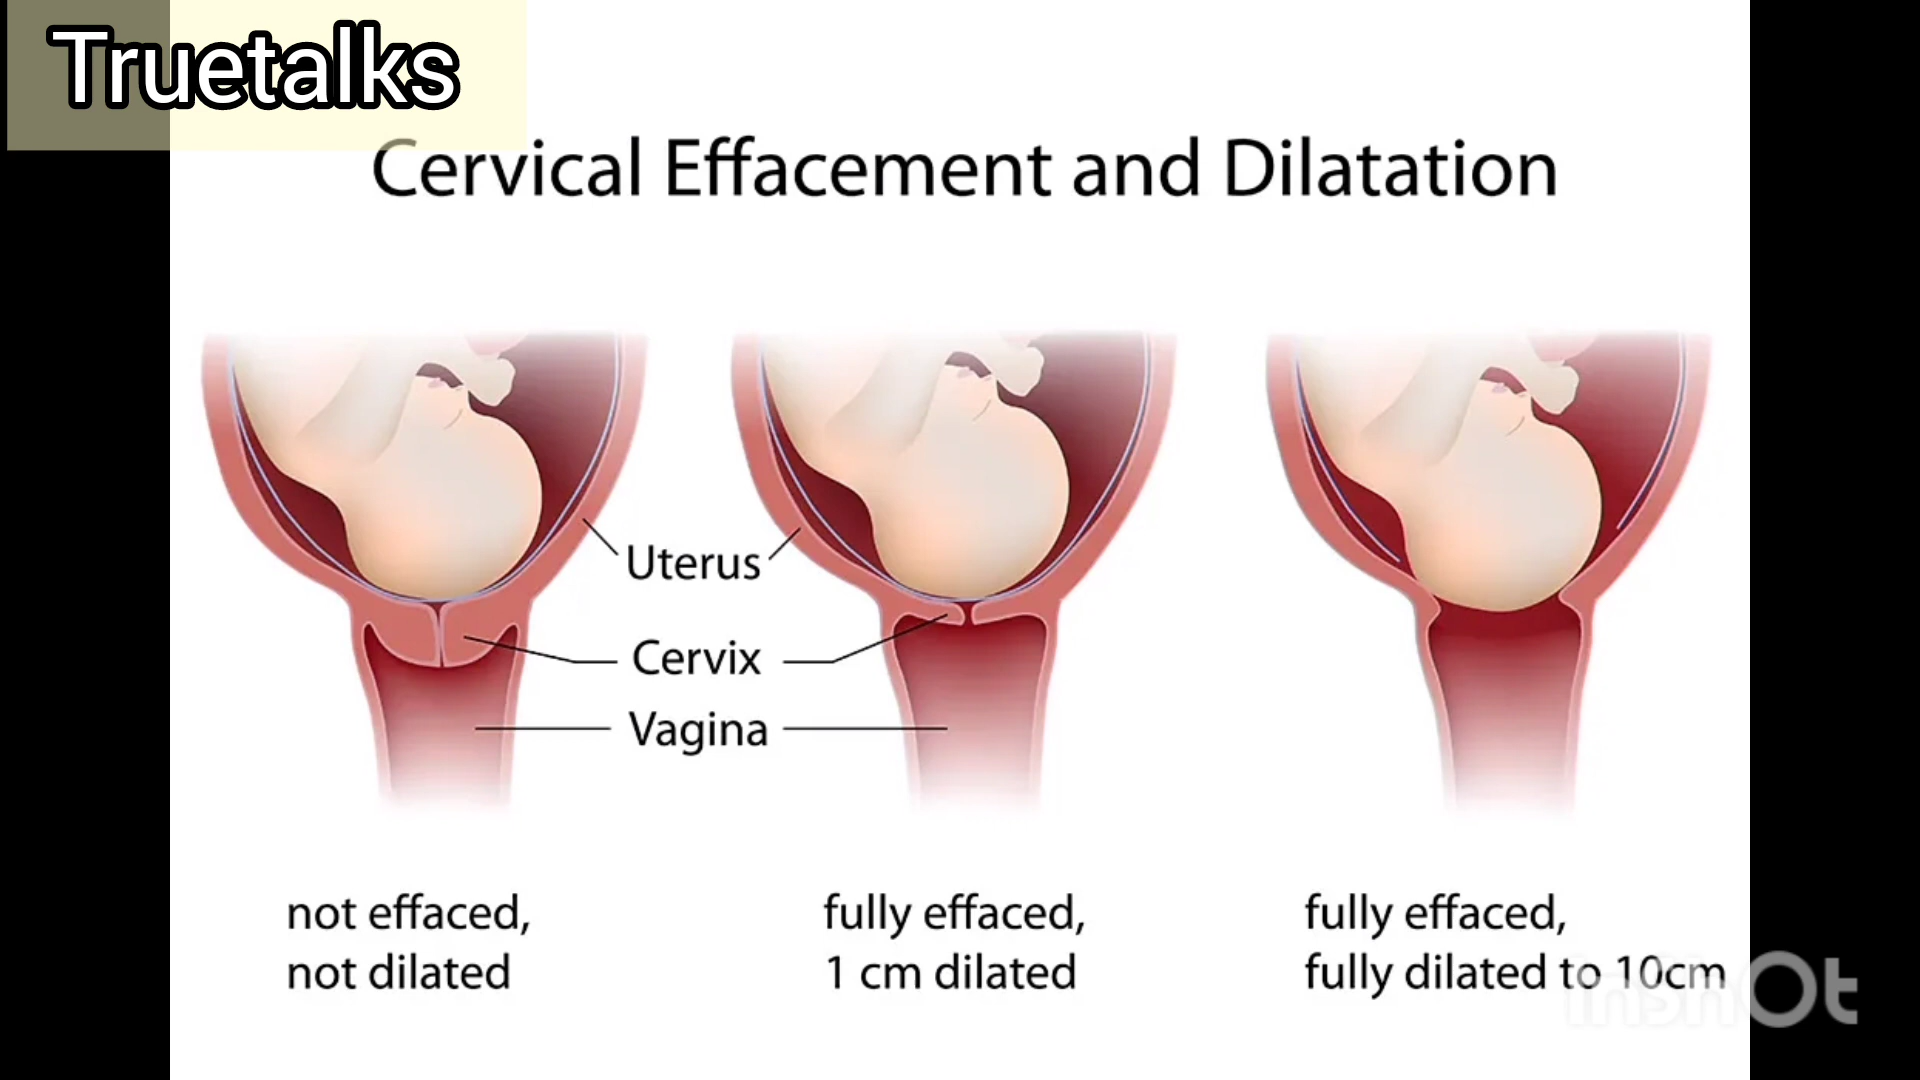 Truetalks
Cervical Effacement and Dilatation
Uterus
Cervix
Vagina
not effaced,
not dilated
fully effaced,
1 cm dilated
fully effaced,
fully dilated to 10cm
InShOt